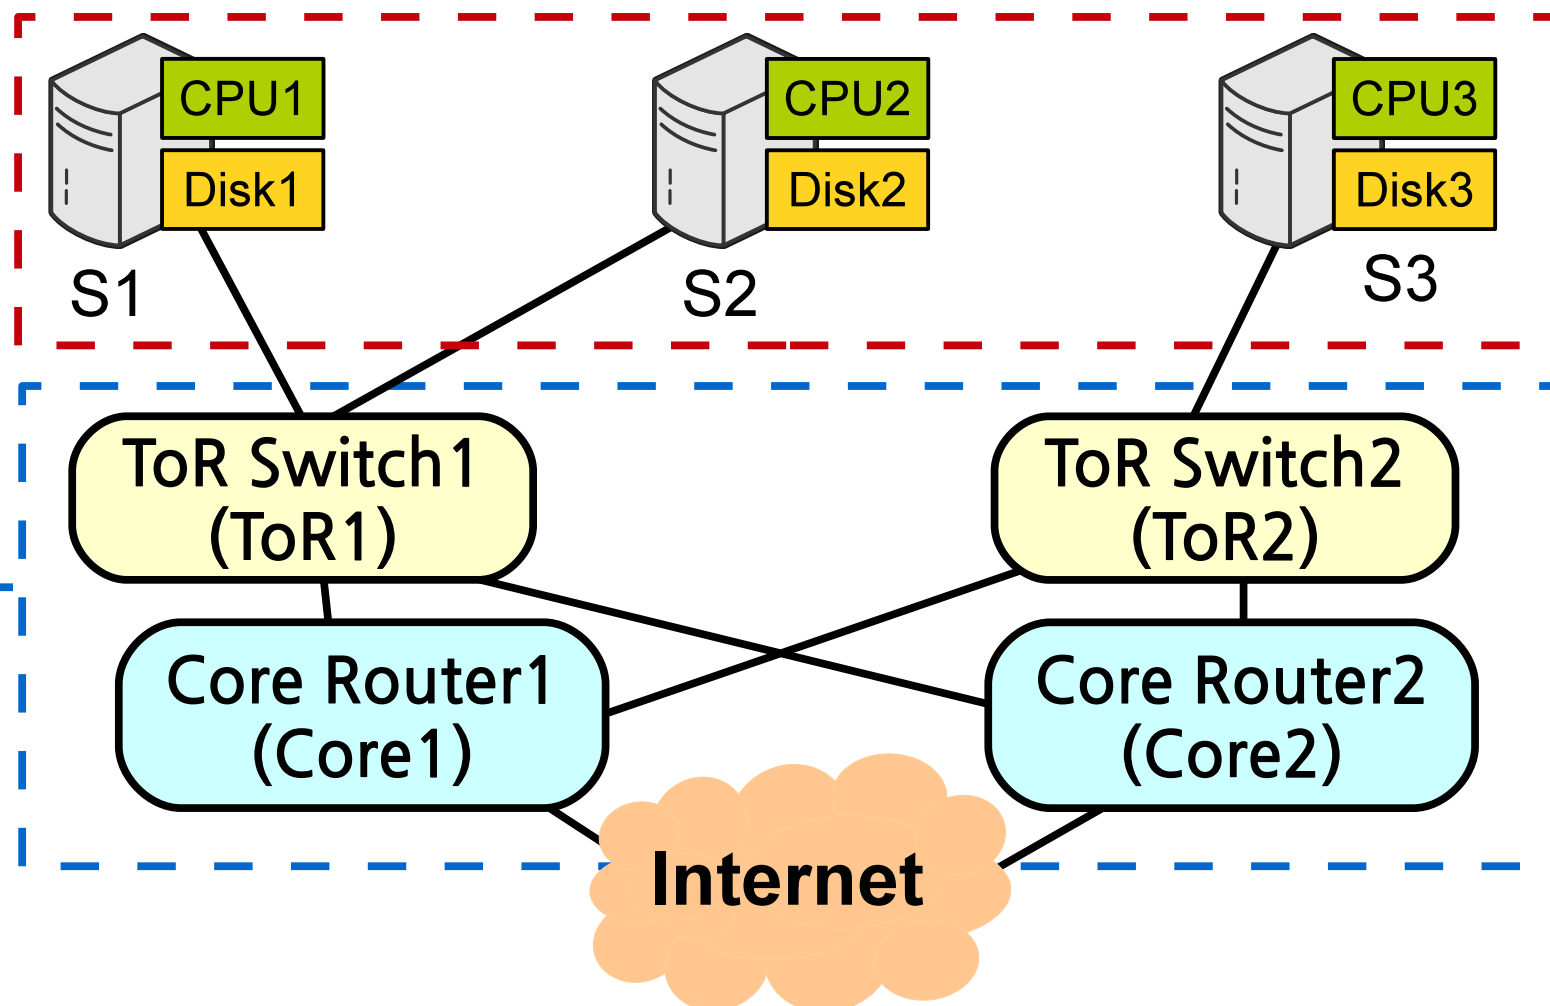 CPU1
Disk1
S1
CPU2
Disk2
S2
CPU3
Disk3
S3
ToR Switch1
(ToR1)
ToR Switch2
(ToR2)
Core Router1
(Core1)
Core Router2
(Core2)
Internet